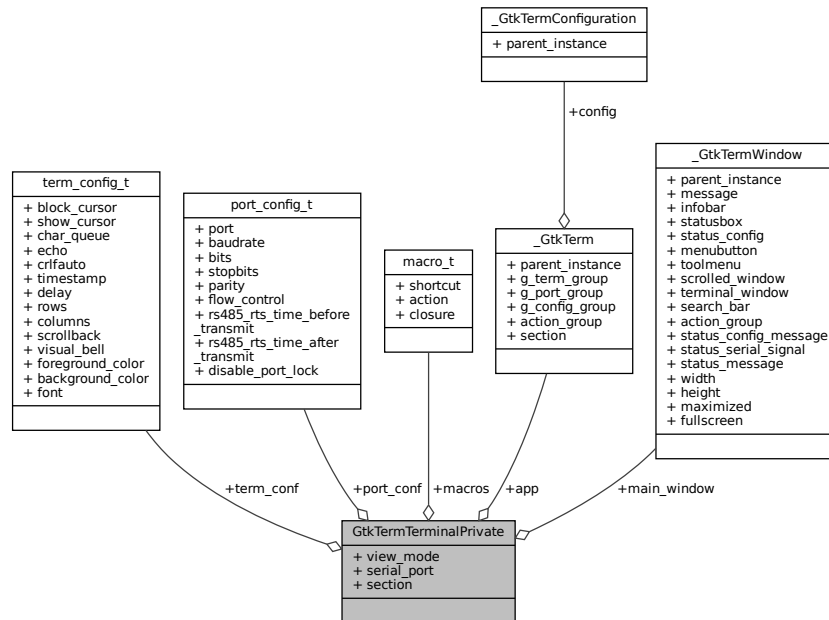 _GtkTermConfiguration
+ parent_instance
+config
term_config_t
+ block_cursor
+ show_cursor
+ char_queue
+ echo
+ crlfauto
+ timestamp
+ delay
+ rows
+ columns
+ scrollback
+ visual_bell
+ foreground_color
+ background_color
+ font
port_config_t
+ port
+ baudrate
+ bits
+ stopbits
+ parity
+ flow_control
+ rs485_rts_time_before
_transmit
+ rs485_rts_time_after
_transmit
+ disable_port_lock
macro_t
+ shortcut
+ action
+ closure
_GtkTerm
+ parent_instance
+ g_term_group
+ g_port_group
+ g_config_group
+ action_group
+ section
_GtkTermWindow
+ parent_instance
+ message
+ infobar
+ statusbox
+ status_config
+ menubutton
+ toolmenu
+ scrolled_window
+ terminal_window
+ search_bar
+ action_group
+ status_config_message
+ status_serial_signal
+ status_message
+ width
+ height
+ maximized
+ fullscreen
+term_conf
+port_conf
+macros
+app
+main_window
GtkTermTerminalPrivate
+ view_mode
+ serial_port
+ section